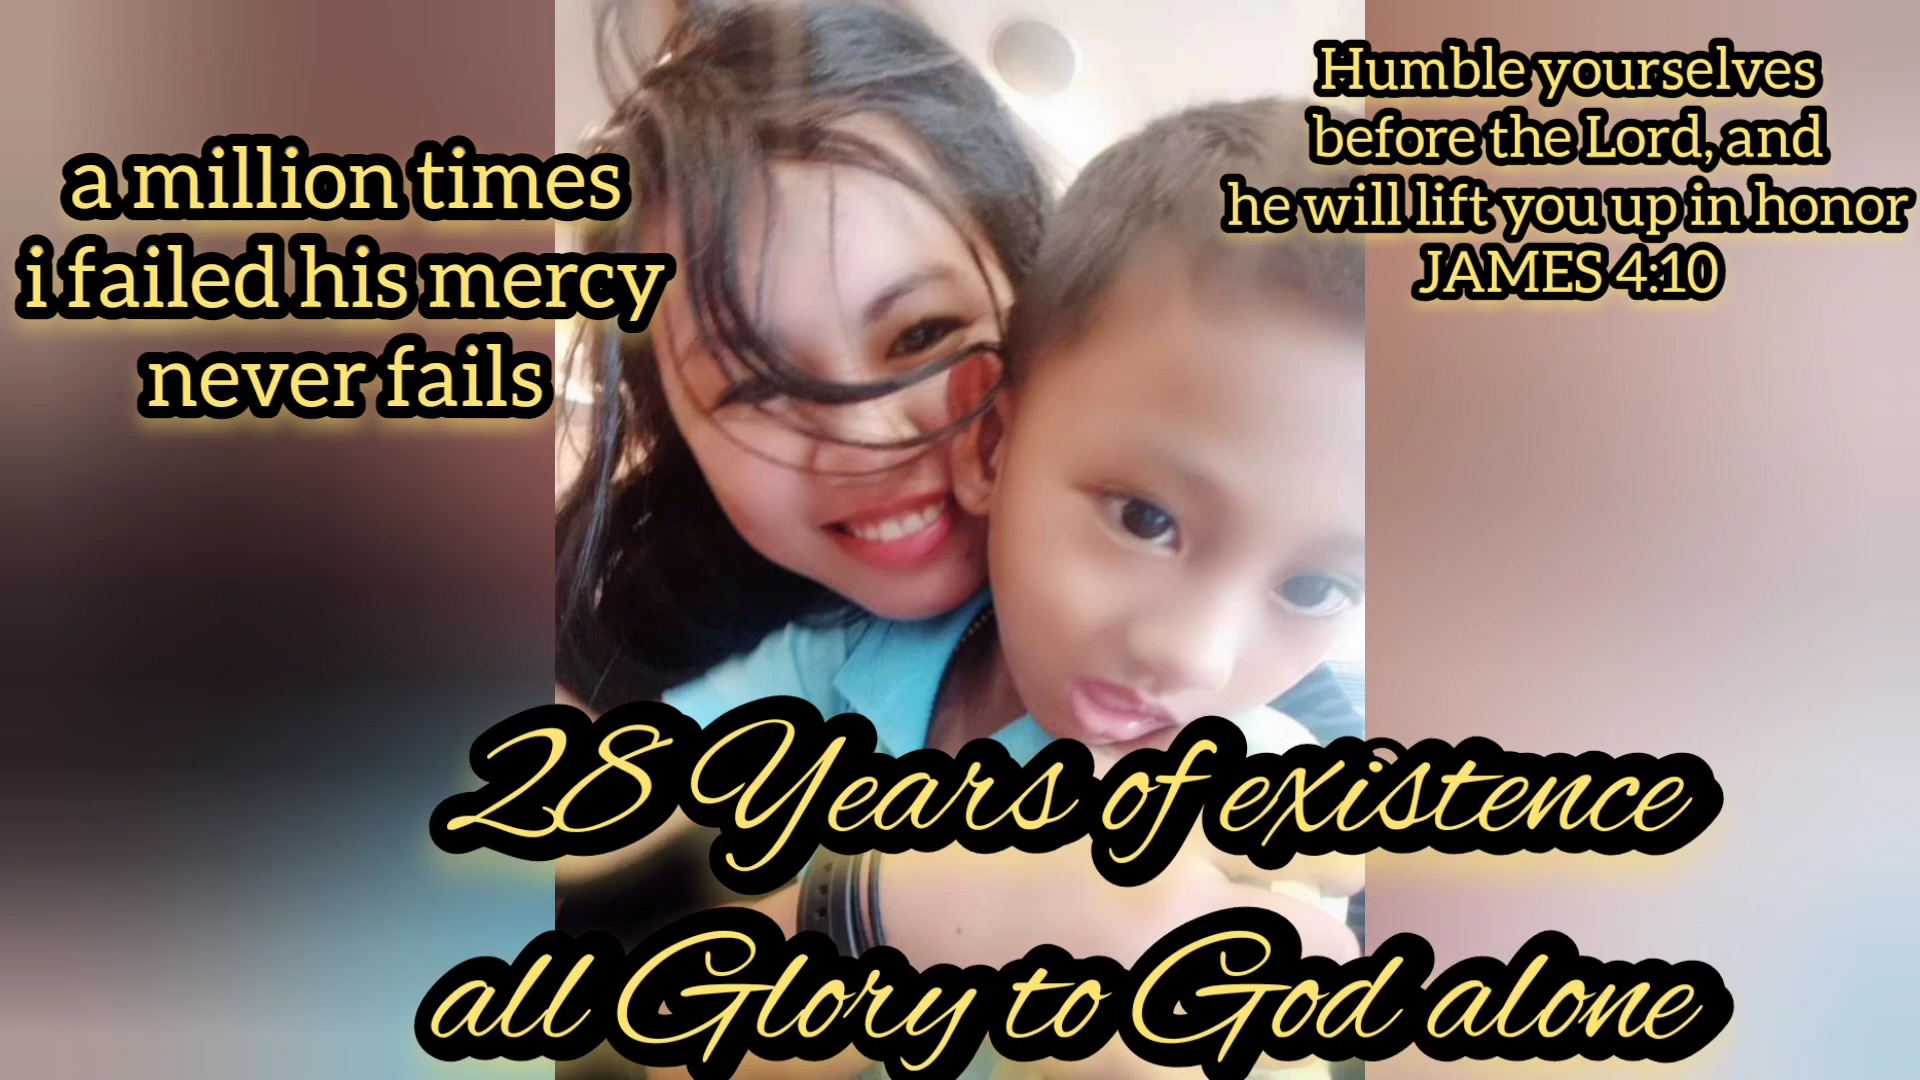 a million times
i failed his mercy
never fails
Humble yourselves
before the Lord, and
he will lift you up in honor
JAMES 4:10
28 Years of existence
all Glory to God alone